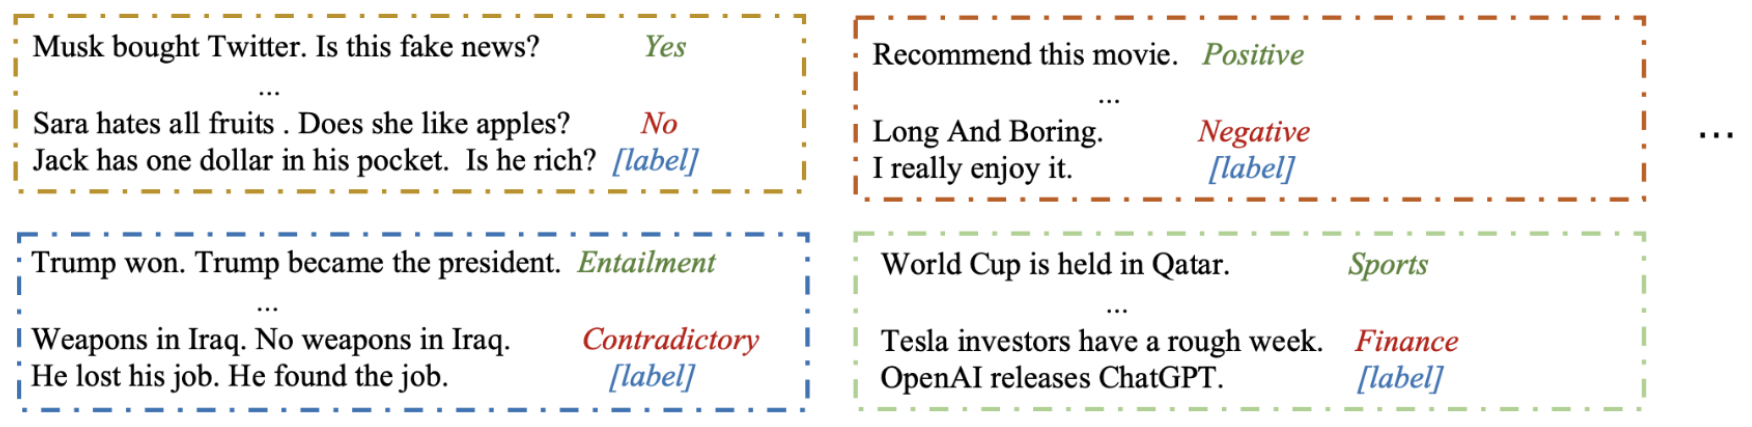 Musk bought Twitter. Is this fake news? Yes
...
Sara hates all fruits . Does she like apples? No
Jack has one dollar in his pocket. Is he rich? [label]
Recommend this movie. Positive
...
Long And Boring. Negative
I really enjoy it. [label]
...
Trump won. Trump became the president. Entailment
...
Weapons in Iraq. No weapons in Iraq. Contradictory
He lost his job. He found the job. [label]
World Cup is held in Qatar. Sports
...
Tesla investors have a rough week. Finance
OpenAI releases ChatGPT. [label]